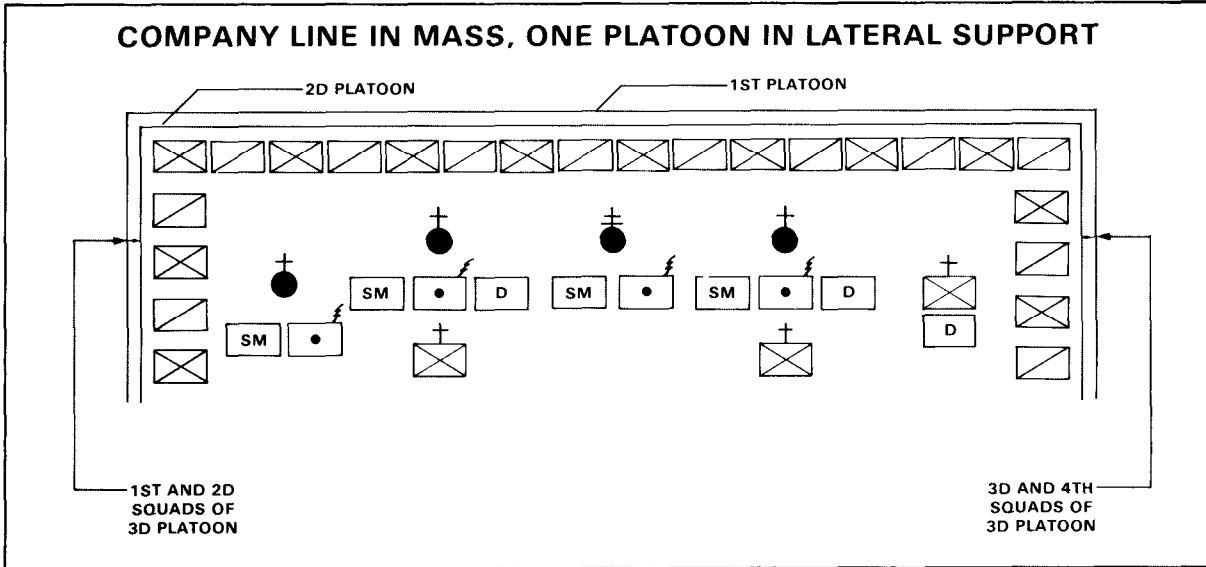 COMPANY LINE IN MASS, ONE PLATOON IN LATERAL SUPPORT
2D PLATOON
1ST PLATOON
SM
D
SM
SM
D
SM
D
1ST AND 2D
SQUADS OF
3D PLATOON
3D AND 4TH
SQUADS OF
3D PLATOON